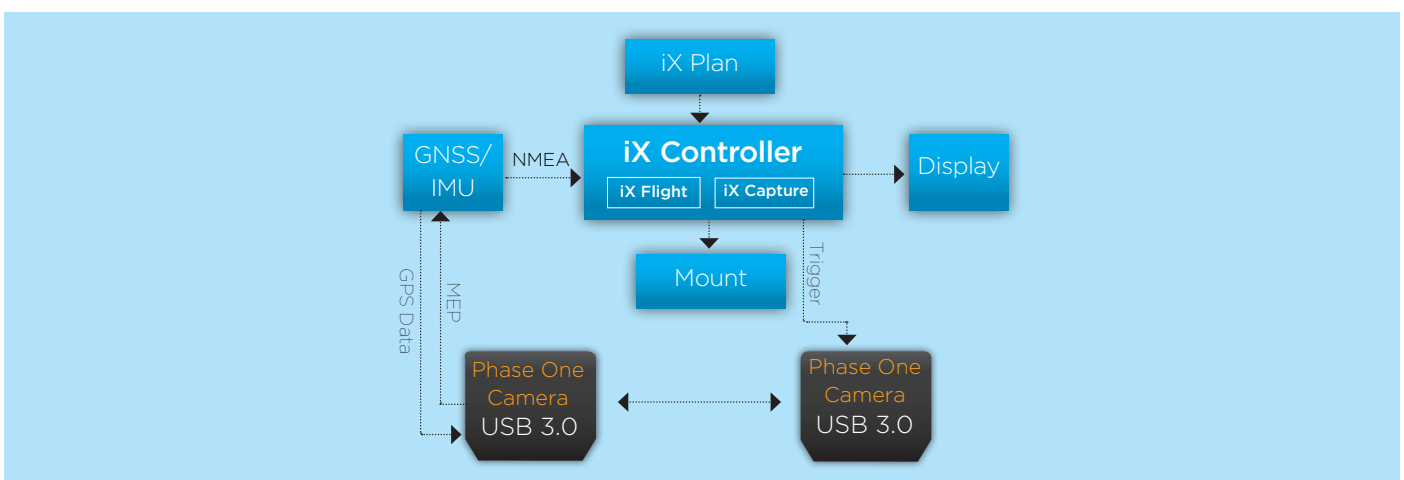 iX Plan
GNSS/
IMU
NMEA
iX Controller
iX Flight
iX Capture
Display
Mount
Trigger
GPS Data
MEP
Phase One
Camera
USB 3.0
Phase One
Camera
USB 3.0